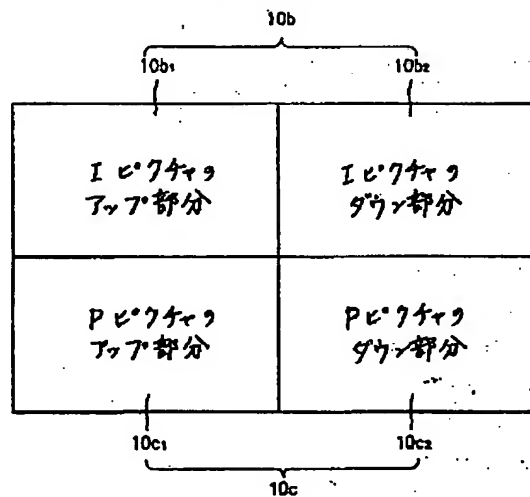 10b
10b₁ 10b₂
Iピクチャの Iピクチャの
アップ部分 ダウン部分
Pピクチャの Pピクチャの
アップ部分 ダウン部分
10c₁ 10c₂
10c